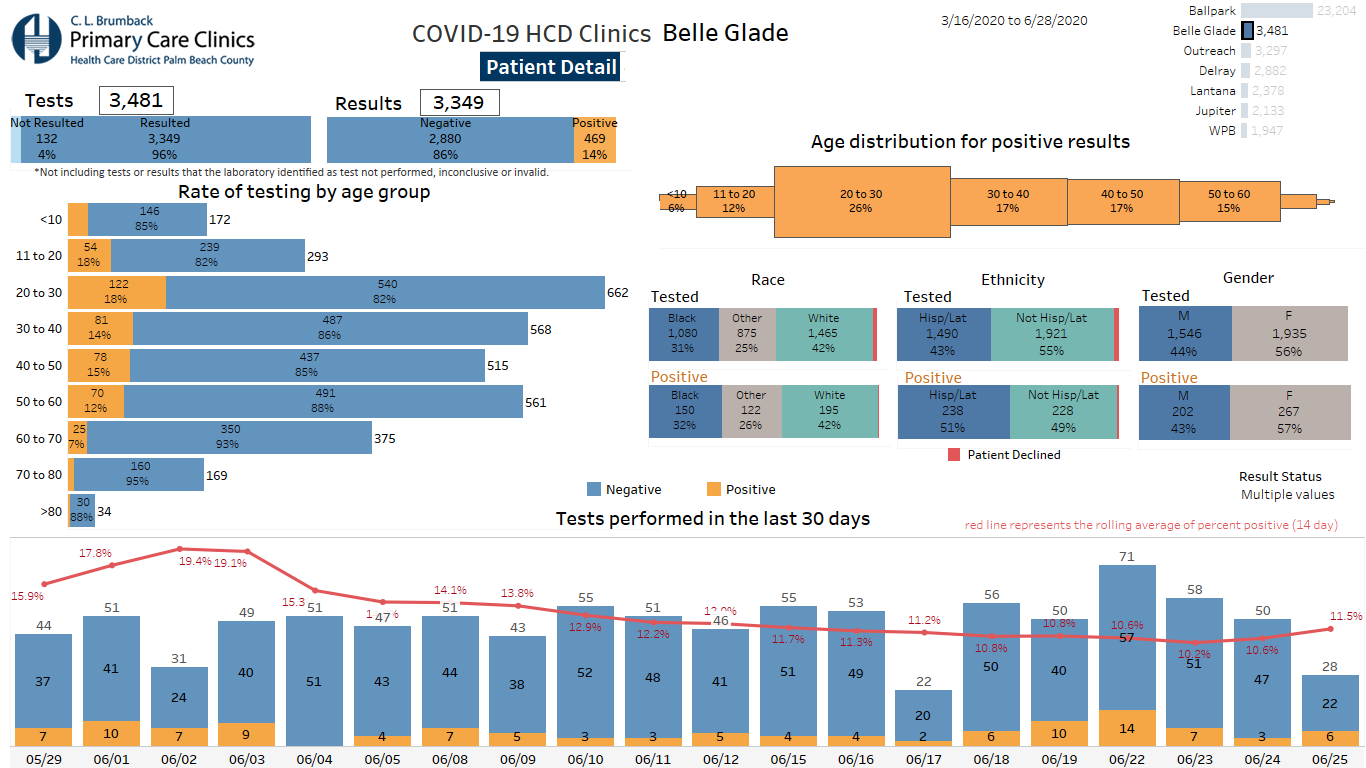 C. L. Brumback
Primary Care Clinics
Health Care District Palm Beach County
COVID-19 HCD Clinics Belle Glade
Patient Detail
3/16/2020 to 6/28/2020
Ballpark 23,204
Belle Glade 3,481
Outreach 3,297
Delray 2,882
Lantana 2,378
Jupiter 2,133
WPB 1,947
Tests 3,481
Not Resulted Resulted
132 3,349
4% 96%
Results 3,349
Negative Positive
2,880 469
86% 14%
*Not including tests or results that the laboratory identified as test not performed, inconclusive or invalid.
Rate of testing by age group
<10 146 172
85%
11 to 20 54 239 293
18% 82%
20 to 30 122 540 662
18% 82%
30 to 40 81 487 568
14% 86%
40 to 50 78 437 515
15% 85%
50 to 60 70 491 561
12% 88%
60 to 70 25 350 375
7% 93%
70 to 80 160 169
95%
>80 30 34
88%
Age distribution for positive results
<10 11 to 20 20 to 30 30 to 40 40 to 50 50 to 60
6% 12% 26% 17% 17% 15%
Race
Tested
Black Other White
1,080 875 1,465
31% 25% 42%
Positive
Black Other White
150 122 195
32% 26% 42%
Ethnicity
Tested
Hisp/Lat Not Hisp/Lat
1,490 1,921
43% 55%
Positive
Hisp/Lat Not Hisp/Lat
238 228
51% 49%
Patient Declined
Gender
Tested
M F
1,546 1,935
44% 56%
Positive
M F
202 267
43% 57%
Result Status
Multiple values
Negative Positive
Tests performed in the last 30 days
red line represents the rolling average of percent positive (14 day)
15.9% 17.8% 19.4% 19.1% 15.3 14.1% 13.8% 12.9% 12.2% 11.7% 11.3% 11.2% 10.8% 10.8% 10.6% 10.2% 10.6% 11.5%
44 51 31 49 51 47 51 43 55 51 46 55 53 22 56 50 71 58 50 28
37 41 24 40 51 43 44 38 52 48 41 51 49 20 50 40 57 51 47 22
7 10 7 9 4 7 5 3 3 5 4 4 2 6 10 14 7 3 6
05/29 06/01 06/02 06/03 06/04 06/05 06/08 06/09 06/10 06/11 06/12 06/15 06/16 06/17 06/18 06/19 06/22 06/23 06/24 06/25